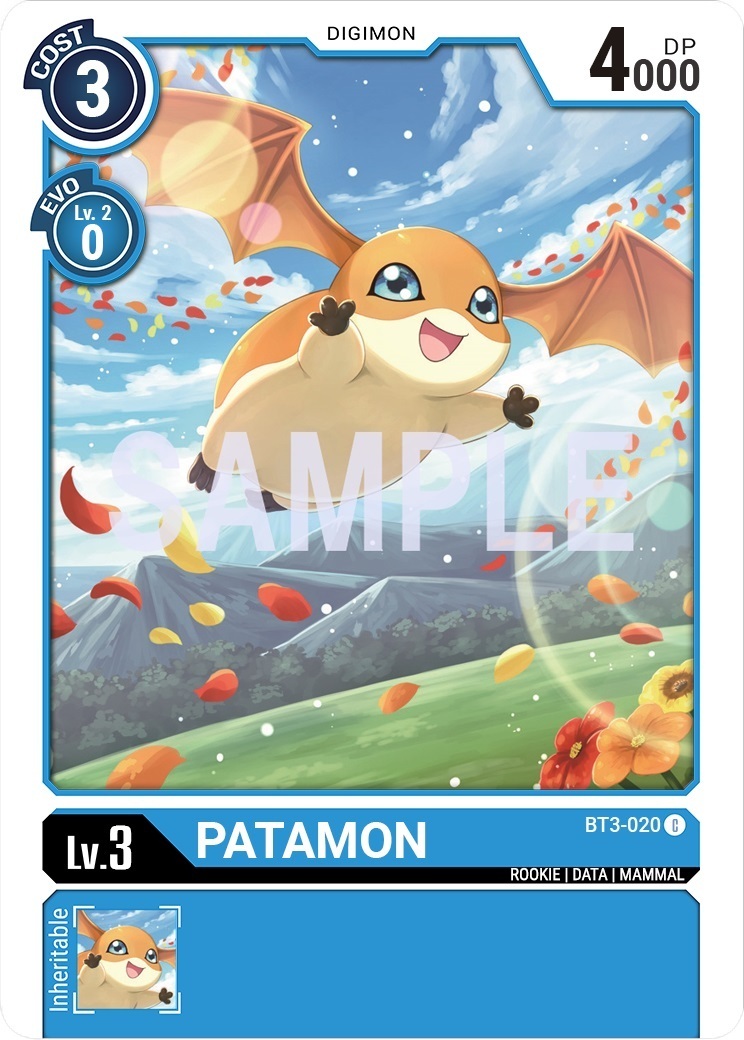 DIGIMON
COST
3
DP
4000
EVO
Lv. 2
0
SAMPLE
Lv.3
PATAMON
BT3-020 C
ROOKIE | DATA | MAMMAL
Inheritable